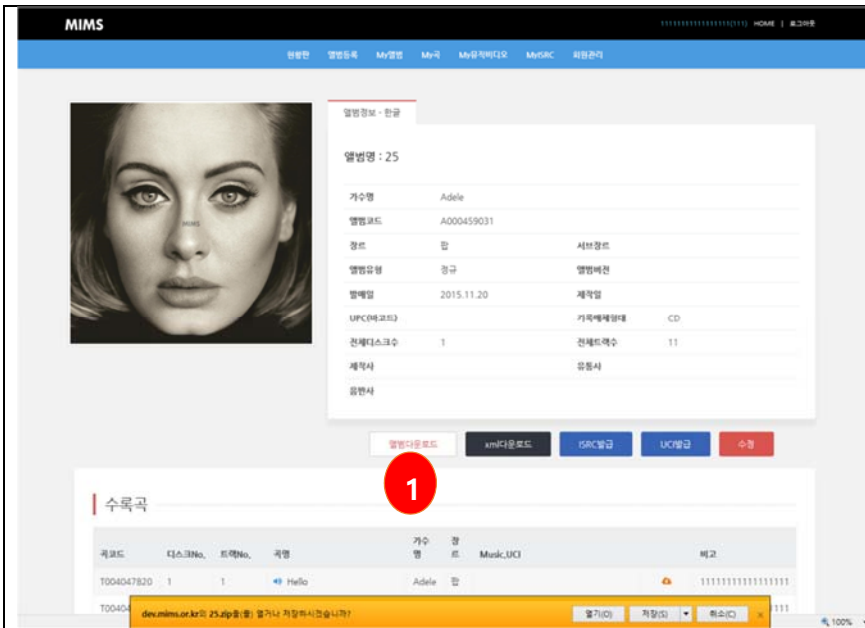 MIMS
11111111111111111(111) HOME | 로그아웃
현황판 앨범등록 My앨범 My곡 My뮤직비디오 MyISRC 회원관리
앨범정보 - 한글
앨범명 : 25
가수명 Adele
앨범코드 A000459031
장르 팝 서브장르
앨범유형 정규 앨범버전
발매일 2015.11.20 제작일
UPC(바코드) 기록매체형태 CD
전체디스크수 1 전체트랙수 11
제작사 유통사
음반사
MIMS
앨범다운로드 xml다운로드 ISRC발급 UCI발급 수정
1
수록곡
곡코드 디스크No, 트랙No, 곡명 가수명 장르 Music,UCI 비고
T004047820 1 1 Hello Adele 팝 11111111111111111
T00404 111
dev.mims.or.kr의 25.zip을(를) 열거나 저장하시겠습니까? 열기(O) 저장(S) 취소(C) ×
100%